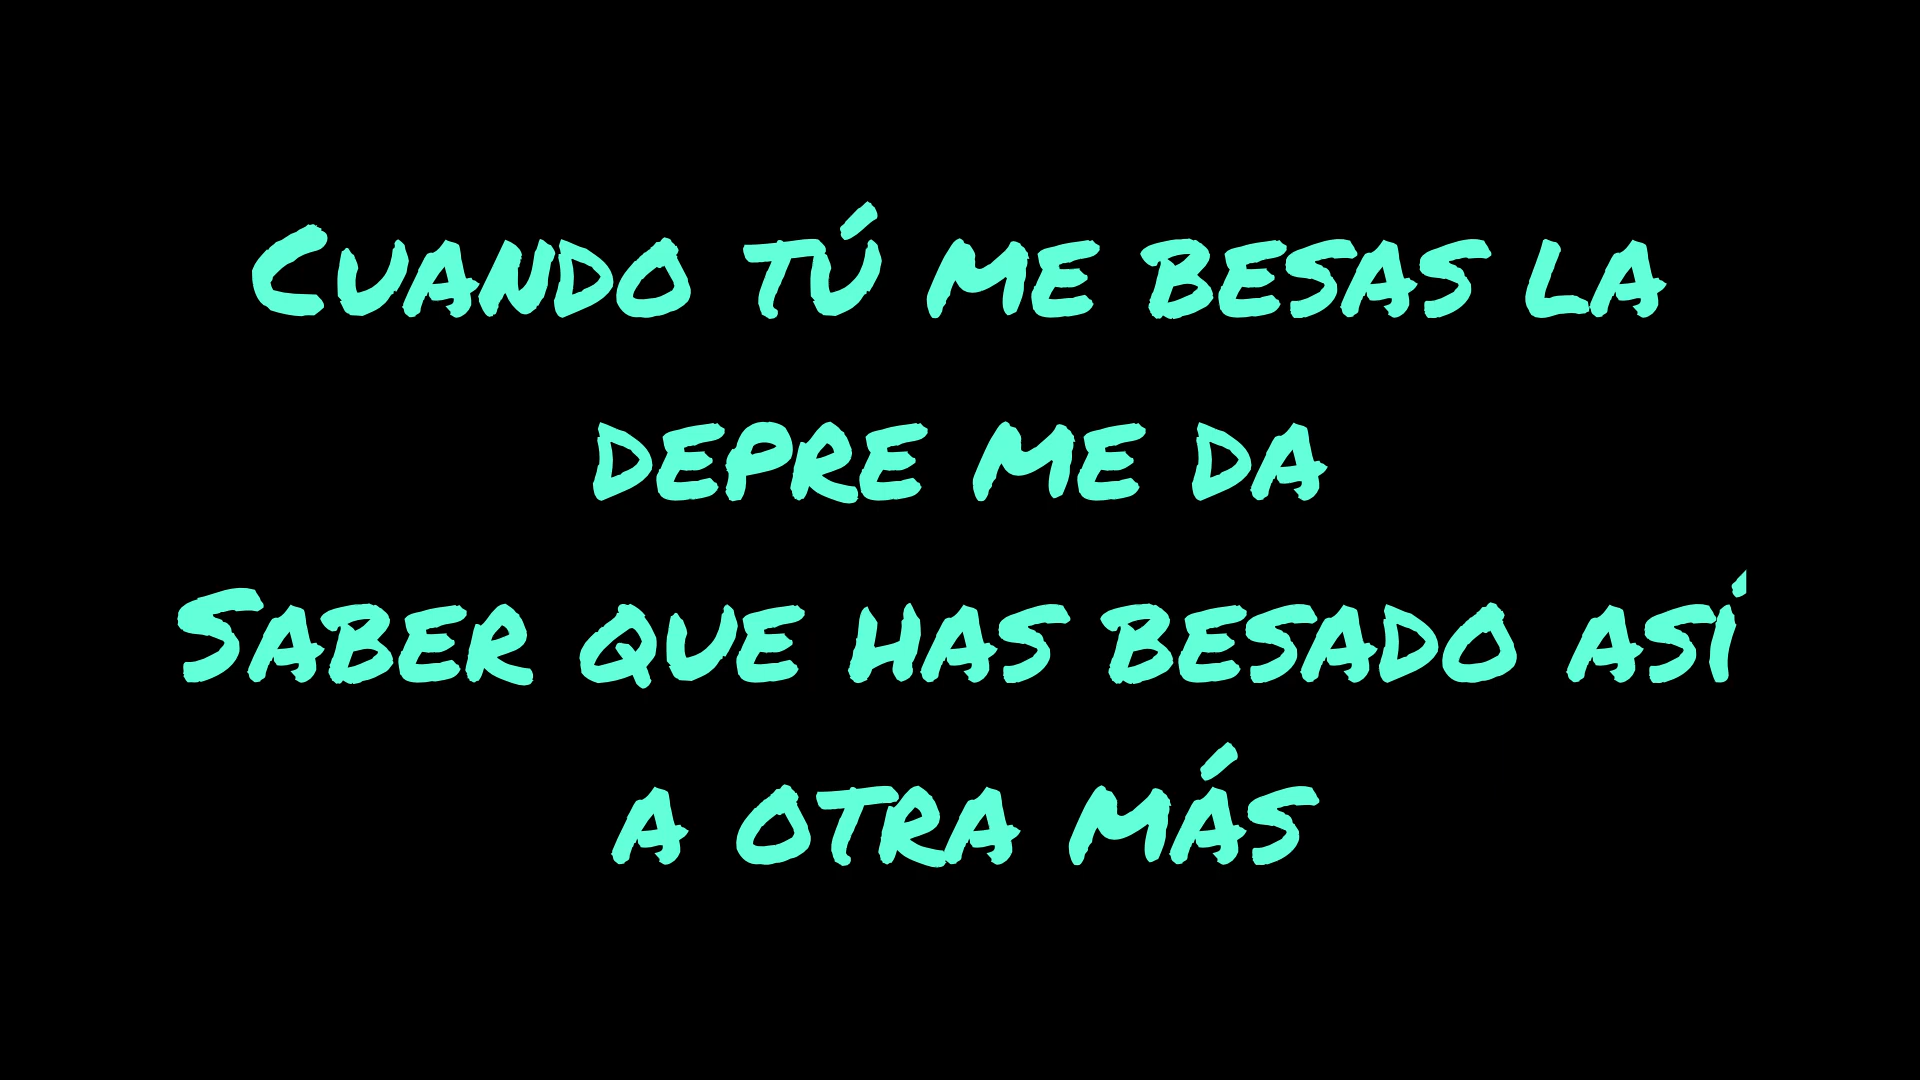 Cuando tú me besas la
depre me da
Saber que has besado así
a otra más